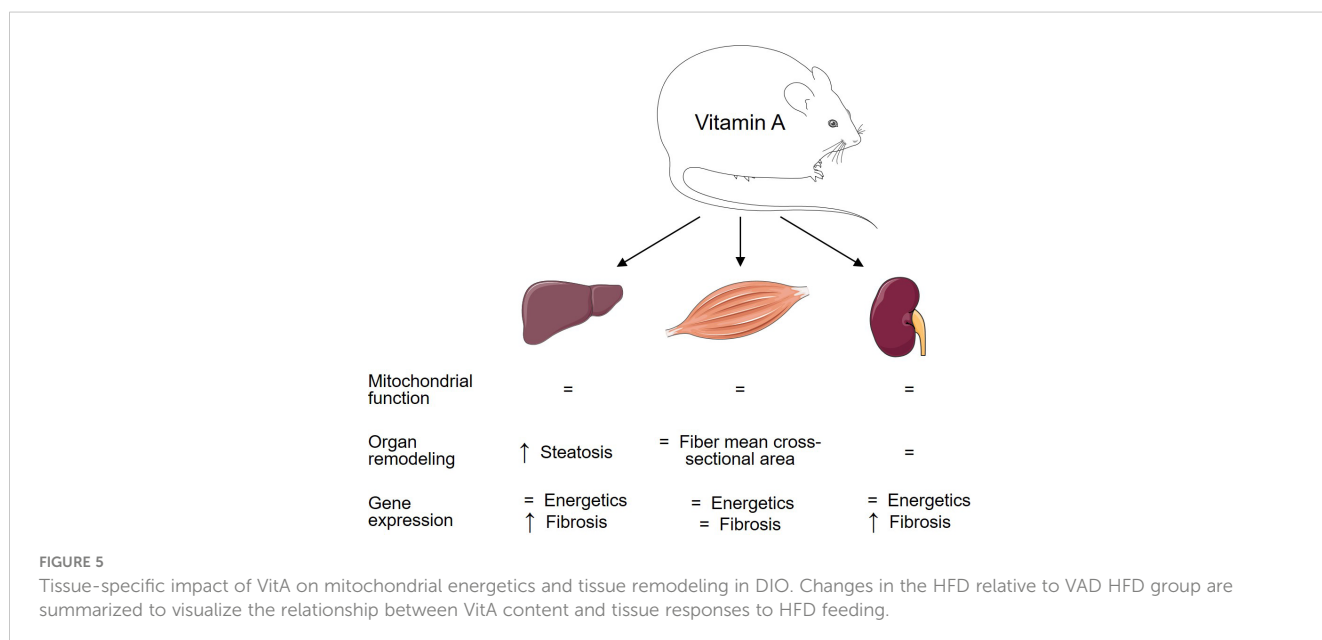 Vitamin A
Mitochondrial
function
=
=
=
Organ
remodeling
↑ Steatosis
= Fiber mean cross-
sectional area
=
Gene
expression
= Energetics
↑ Fibrosis
= Energetics
= Fibrosis
= Energetics
↑ Fibrosis
FIGURE 5
Tissue-specific impact of VitA on mitochondrial energetics and tissue remodeling in DIO. Changes in the HFD relative to VAD HFD group are
summarized to visualize the relationship between VitA content and tissue responses to HFD feeding.